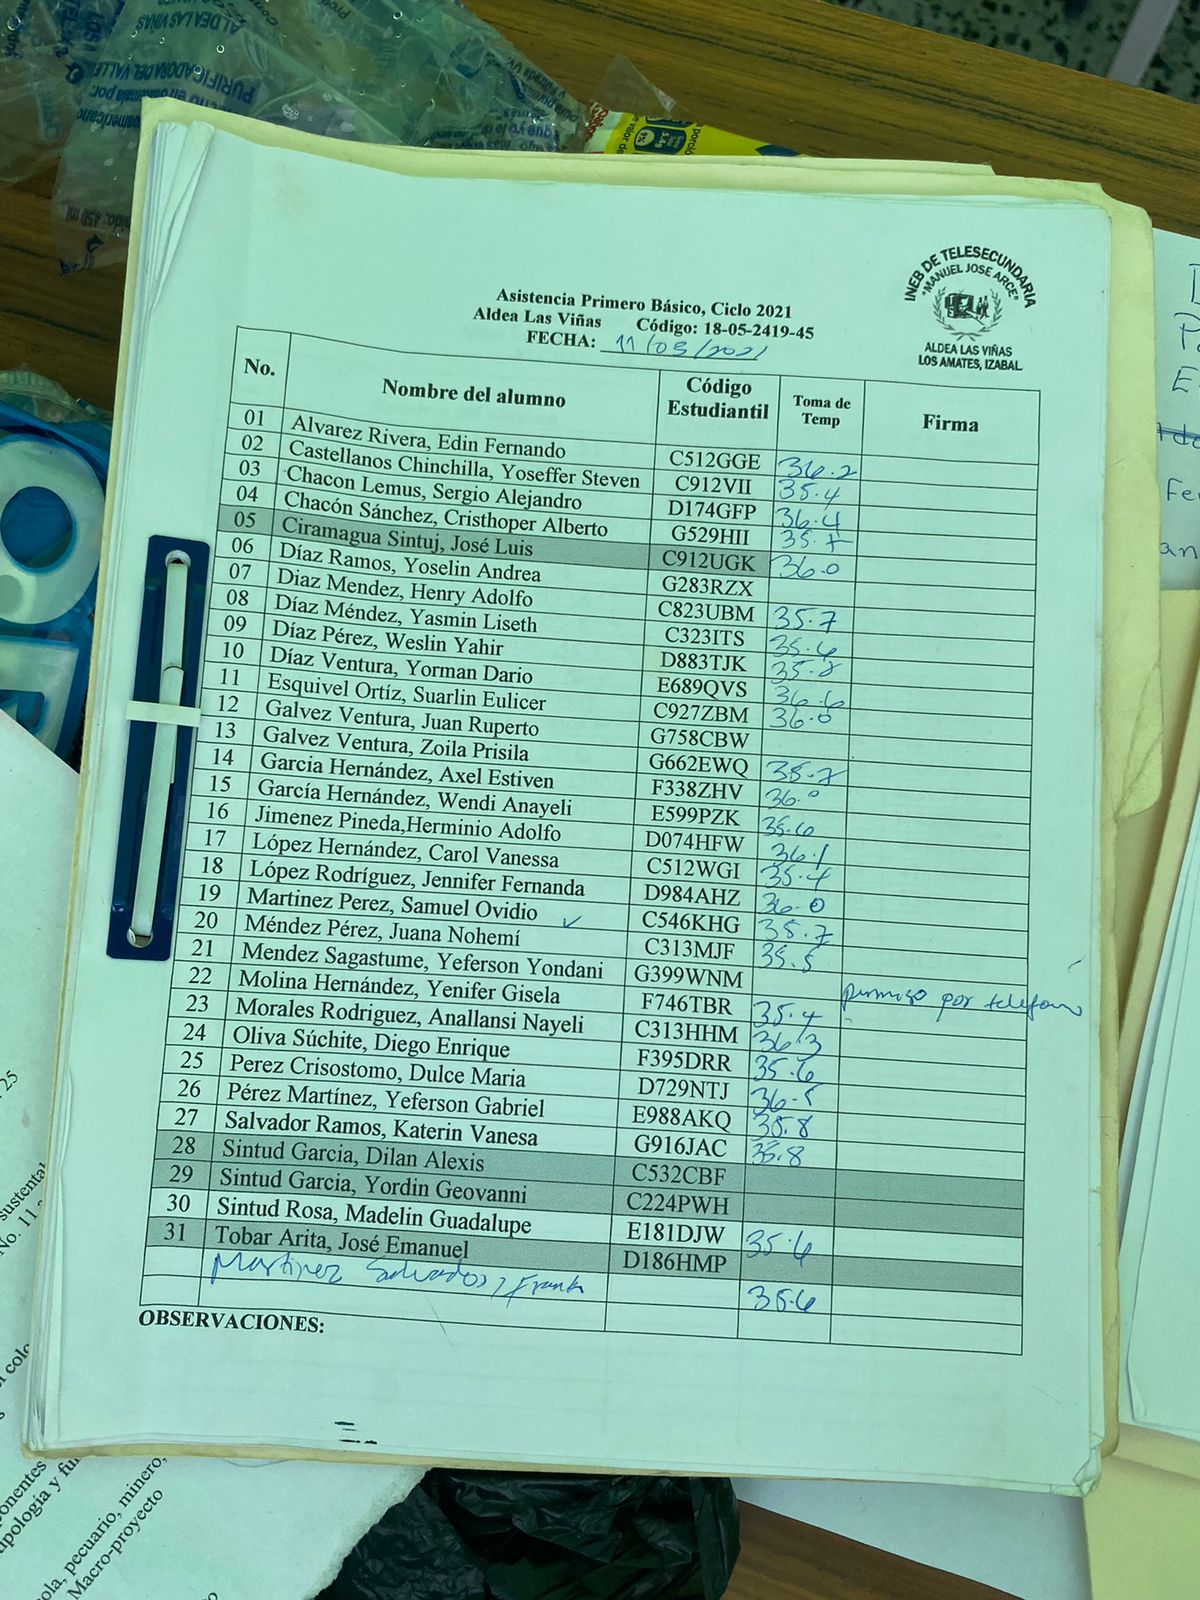 INEB DE TELESECUNDARIA
"MANUEL JOSE ARCE"
ALDEA LAS VIÑAS
LOS AMATES, IZABAL
Asistencia Primero Básico, Ciclo 2021
Aldea Las Viñas Código: 18-05-2419-45
FECHA: 11/03/2021
No. Nombre del alumno Código Estudiantil Toma de Temp Firma
01 Alvarez Rivera, Edin Fernando C512GGE 36.2
02 Castellanos Chinchilla, Yoseffer Steven C912VII 35.4
03 Chacon Lemus, Sergio Alejandro D174GFP 36.4
04 Chacón Sánchez, Cristhoper Alberto G529HII 35.7
05 Ciramagua Sintuj, José Luis C912UGK 36.0
06 Díaz Ramos, Yoselin Andrea G283RZX
07 Diaz Mendez, Henry Adolfo C823UBM 35.7
08 Díaz Méndez, Yasmin Liseth C323ITS 35.6
09 Díaz Pérez, Weslin Yahir D883TJK 35.8
10 Díaz Ventura, Yorman Dario E689QVS 36.6
11 Esquivel Ortíz, Suarlin Eulicer C927ZBM 36.0
12 Galvez Ventura, Juan Ruperto G758CBW
13 Galvez Ventura, Zoila Prisila G662EWQ 35.7
14 Garcia Hernández, Axel Estiven F338ZHV 36.0
15 García Hernández, Wendi Anayeli E599PZK 35.6
16 Jimenez Pineda,Herminio Adolfo D074HFW 36.1
17 López Hernández, Carol Vanessa C512WGI 35.4
18 López Rodríguez, Jennifer Fernanda D984AHZ 36.0
19 Martinez Perez, Samuel Ovidio ✓ C546KHG 35.7
20 Méndez Pérez, Juana Nohemí C313MJF 35.5
21 Mendez Sagastume, Yeferson Yondani G399WNM permiso por telefono
22 Molina Hernández, Yenifer Gisela F746TBR 35.4
23 Morales Rodriguez, Anallansi Nayeli C313HHM 36.3
24 Oliva Súchite, Diego Enrique F395DRR 35.6
25 Perez Crisostomo, Dulce Maria D729NTJ 36.5
26 Pérez Martínez, Yeferson Gabriel E988AKQ 35.8
27 Salvador Ramos, Katerin Vanesa G916JAC 35.8
28 Sintud Garcia, Dilan Alexis C532CBF
29 Sintud Garcia, Yordin Geovanni C224PWH
30 Sintud Rosa, Madelin Guadalupe E181DJW 35.6
31 Tobar Arita, José Emanuel D186HMP
Martinez Salvador, Frank 35.6
OBSERVACIONES: